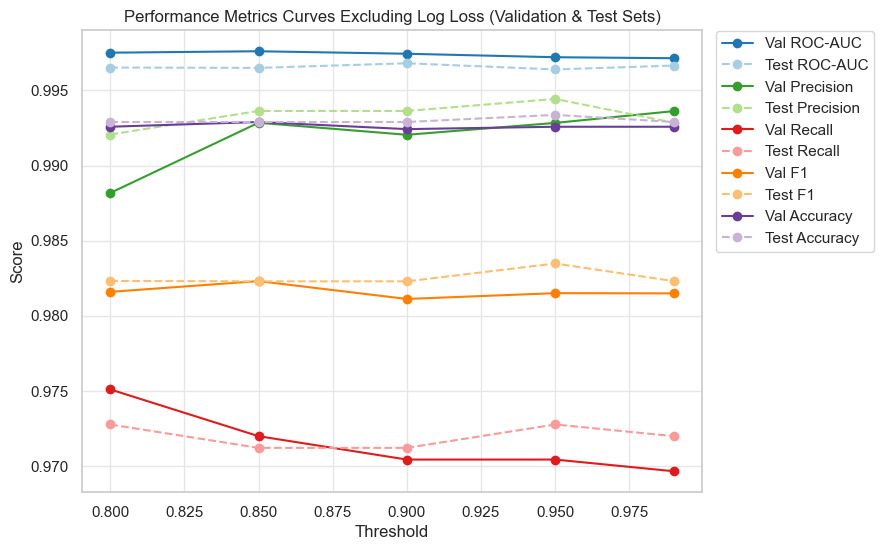 Performance Metrics Curves Excluding Log Loss (Validation & Test Sets)
Val ROC-AUC
Test ROC-AUC
Val Precision
Test Precision
Val Recall
Test Recall
Val F1
Test F1
Val Accuracy
Test Accuracy
Score
0.995
0.990
0.985
0.980
0.975
0.970
0.800 0.825 0.850 0.875 0.900 0.925 0.950 0.975
Threshold